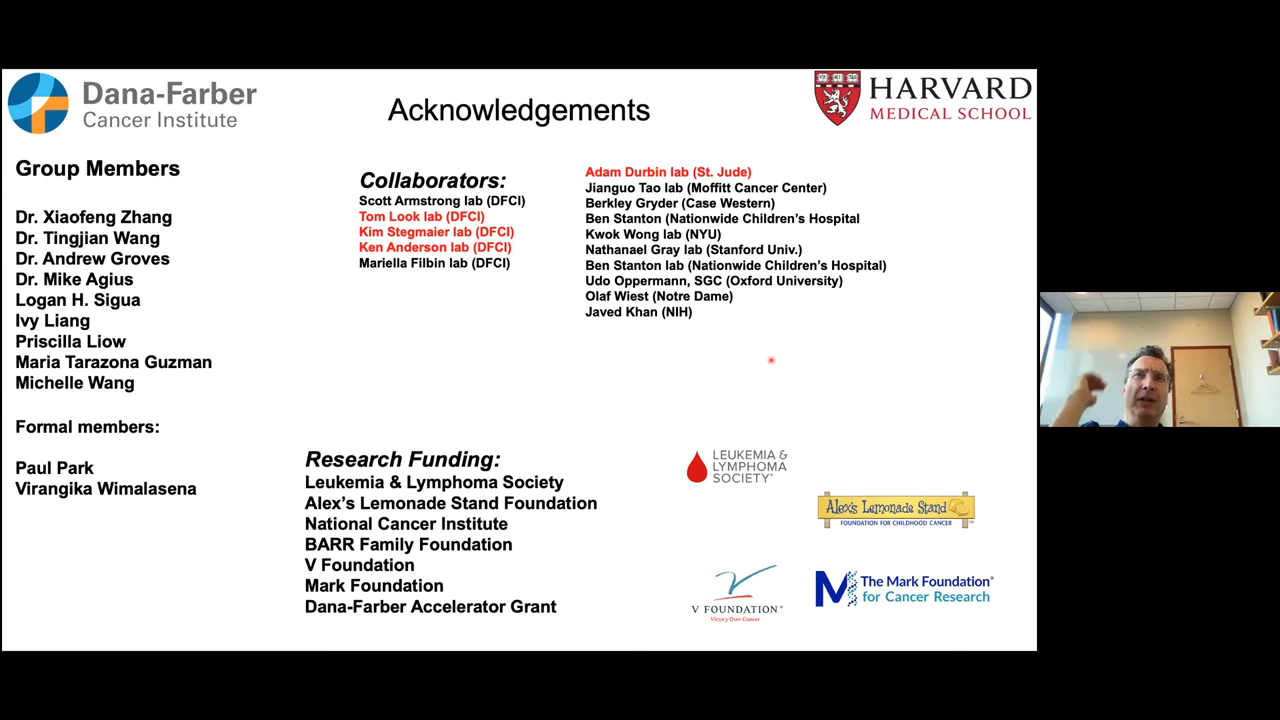 Dana-Farber
Cancer Institute
Acknowledgements
HARVARD
MEDICAL SCHOOL
Group Members
Dr. Xiaofeng Zhang
Dr. Tingjian Wang
Dr. Andrew Groves
Dr. Mike Agius
Logan H. Sigua
Ivy Liang
Priscilla Liow
Maria Tarazona Guzman
Michelle Wang
Formal members:
Paul Park
Virangika Wimalasena
Collaborators:
Scott Armstrong lab (DFCI)
Tom Look lab (DFCI)
Kim Stegmaier lab (DFCI)
Ken Anderson lab (DFCI)
Mariella Filbin lab (DFCI)
Adam Durbin lab (St. Jude)
Jianguo Tao lab (Moffitt Cancer Center)
Berkley Gryder (Case Western)
Ben Stanton (Nationwide Children's Hospital
Kwok Wong lab (NYU)
Nathanael Gray lab (Stanford Univ.)
Ben Stanton lab (Nationwide Children's Hospital)
Udo Oppermann, SGC (Oxford University)
Olaf Wiest (Notre Dame)
Javed Khan (NIH)
Research Funding:
Leukemia & Lymphoma Society
Alex's Lemonade Stand Foundation
National Cancer Institute
BARR Family Foundation
V Foundation
Mark Foundation
Dana-Farber Accelerator Grant
LEUKEMIA &
LYMPHOMA
SOCIETY®
Alex's Lemonade Stand
FOUNDATION FOR CHILDHOOD CANCER
V FOUNDATION®
Victory Over Cancer
M The Mark Foundation®
for Cancer Research